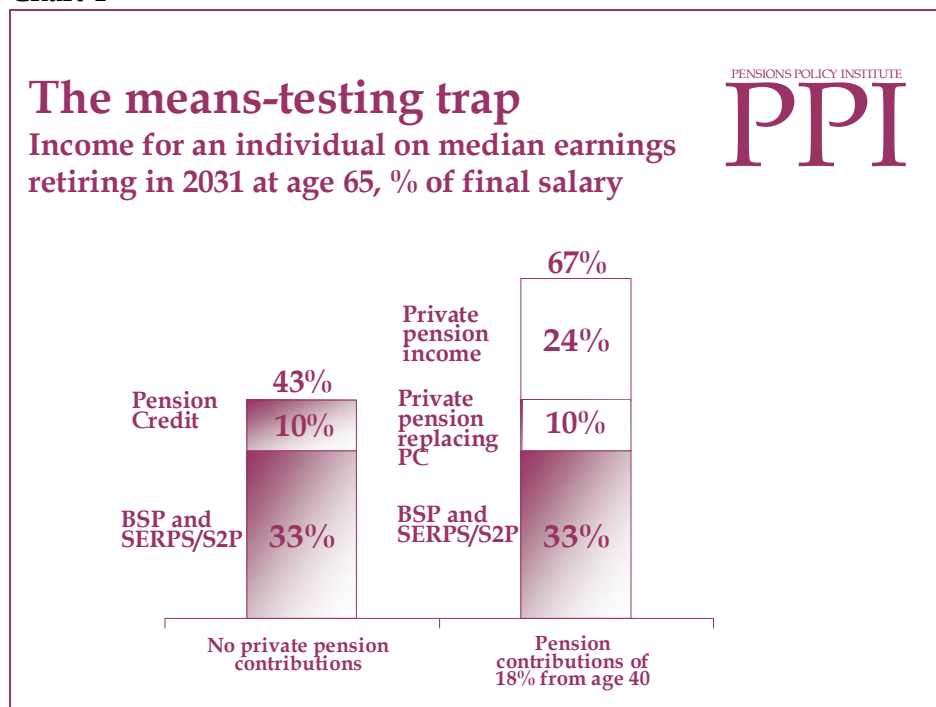 Chart 1
The means-testing trap
Income for an individual on median earnings
retiring in 2031 at age 65, % of final salary
PENSIONS POLICY INSTITUTE
PPI
43%
Pension
Credit
10%
BSP and
SERPS/S2P
33%
67%
Private
pension
income
24%
Private
pension
replacing
PC
10%
BSP and
SERPS/S2P
33%
No private pension
contributions
Pension
contributions of
18% from age 40